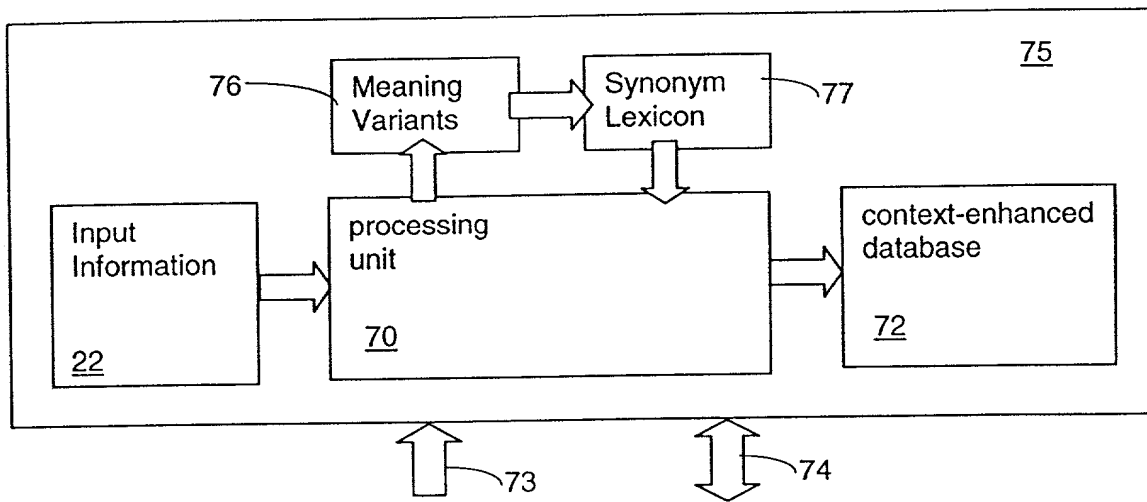 75
76
Meaning
Variants
Synonym
Lexicon
77
Input
Information
22
processing
unit
70
context-enhanced
database
72
73
74